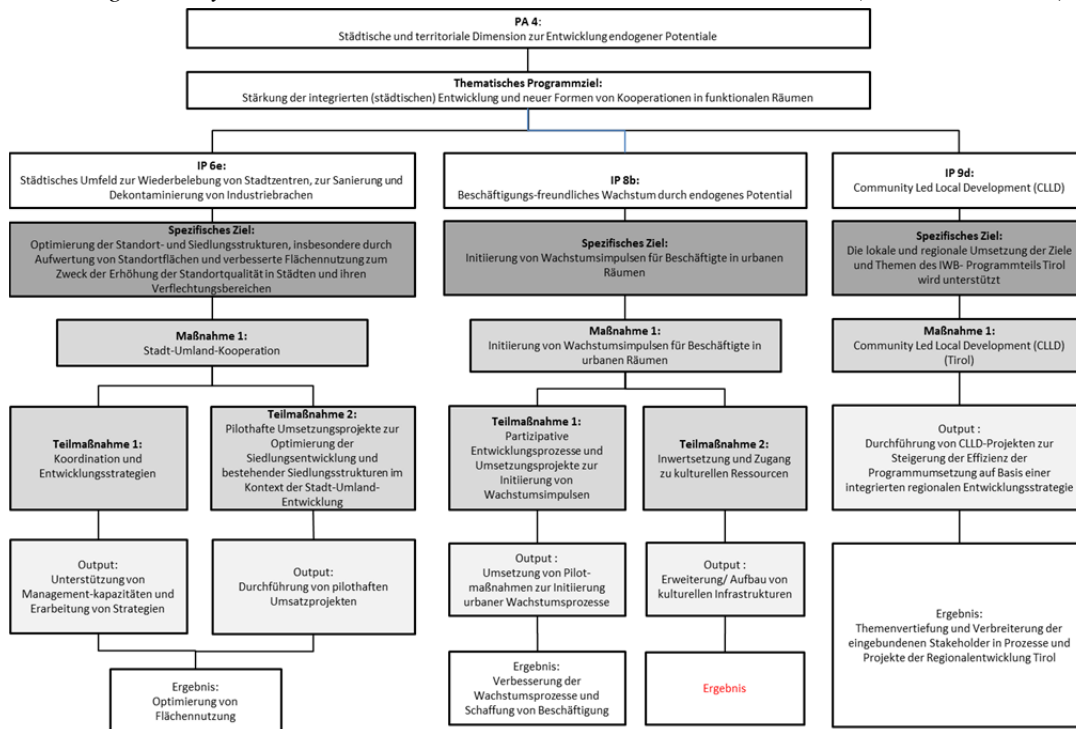 PA 4:
Städtische und territoriale Dimension zur Entwicklung endogener Potentiale
Thematisches Programmziel:
Stärkung der integrierten (städtischen) Entwicklung und neuer Formen von Kooperationen in funktionalen Räumen
IP 6e:
Städtisches Umfeld zur Wiederbelebung von Stadtzentren, zur Sanierung und
Dekontaminierung von Industriebrachen
Spezifisches Ziel:
Optimierung der Standort- und Siedlungsstrukturen, insbesondere durch
Aufwertung von Standortflächen und verbesserte Flächennutzung zum
Zweck der Erhöhung der Standortqualität in Städten und ihren
Verflechtungsbereichen
Maßnahme 1:
Stadt-Umland-Kooperation
Teilmaßnahme 1:
Koordination und
Entwicklungsstrategien
Output:
Unterstützung von
Management-kapazitäten und
Erarbeitung von Strategien
Teilmaßnahme 2:
Pilothafte Umsetzungsprojekte zur
Optimierung der
Siedlungsentwicklung und
bestehender Siedlungsstrukturen im
Kontext der Stadt-Umland-
Entwicklung
Output:
Durchführung von pilothaften
Umsatzprojekten
Ergebnis:
Optimierung von
Flächennutzung
IP 8b:
Beschäftigungs-freundliches Wachstum durch endogenes Potential
Spezifisches Ziel:
Initiierung von Wachstumsimpulsen für Beschäftigte in urbanen
Räumen
Maßnahme 1:
Initiierung von Wachstumsimpulsen für Beschäftigte in
urbanen Räumen
Teilmaßnahme 1:
Partizipative
Entwicklungsprozesse und
Umsetzungsprojekte zur
Initiierung von
Wachstumsimpulsen
Output :
Umsetzung von Pilot-
maßnahmen zur Initiierung
urbaner Wachstumsprozesse
Ergebnis:
Verbesserung der
Wachstumsprozesse und
Schaffung von Beschäftigung
Teilmaßnahme 2:
Inwertsetzung und Zugang
zu kulturellen Ressourcen
Output :
Erweiterung/ Aufbau von
kulturellen Infrastrukturen
Ergebnis
IP 9d:
Community Led Local Development (CLLD)
Spezifisches Ziel:
Die lokale und regionale Umsetzung der Ziele
und Themen des IWB- Programmteils Tirol
wird unterstützt
Maßnahme 1:
Community Led Local Development (CLLD)
(Tirol)
Output :
Durchführung von CLLD-Projekten zur
Steigerung der Effizienz der
Programmumsetzung auf Basis einer
integrierten regionalen Entwicklungsstrategie
Ergebnis:
Themenvertiefung und Verbreiterung der
eingebundenen Stakeholder in Prozesse und
Projekte der Regionalentwicklung Tirol